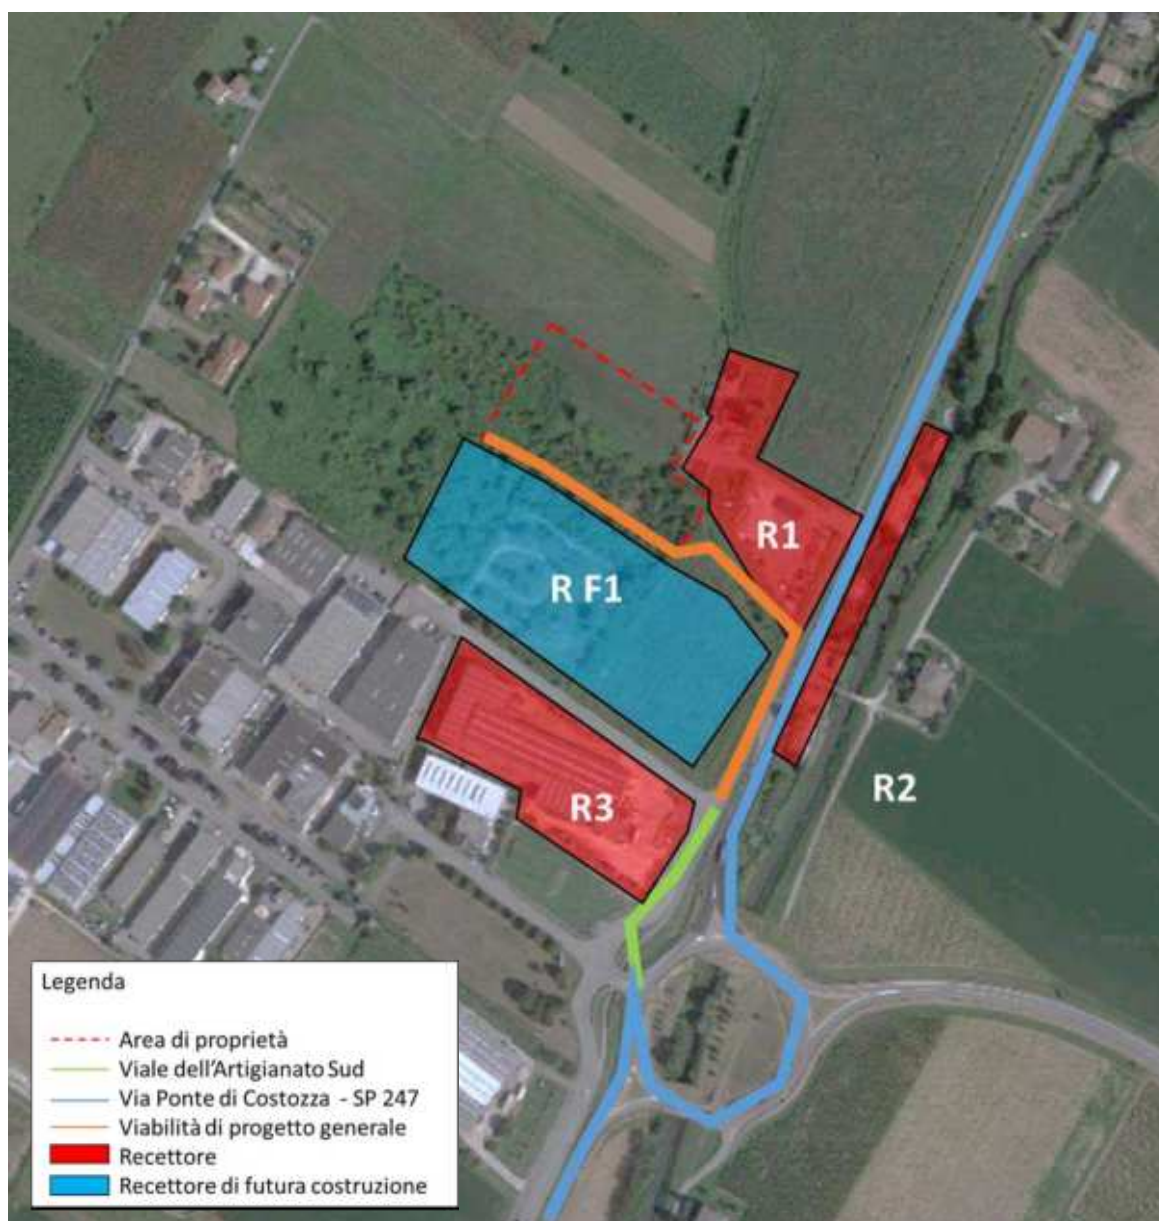 R1
R F1
R2
R3
Legenda
Area di proprietà
Viale dell'Artigianato Sud
Via Ponte di Costozza - SP 247
Viabilità di progetto generale
Recettore
Recettore di futura costruzione